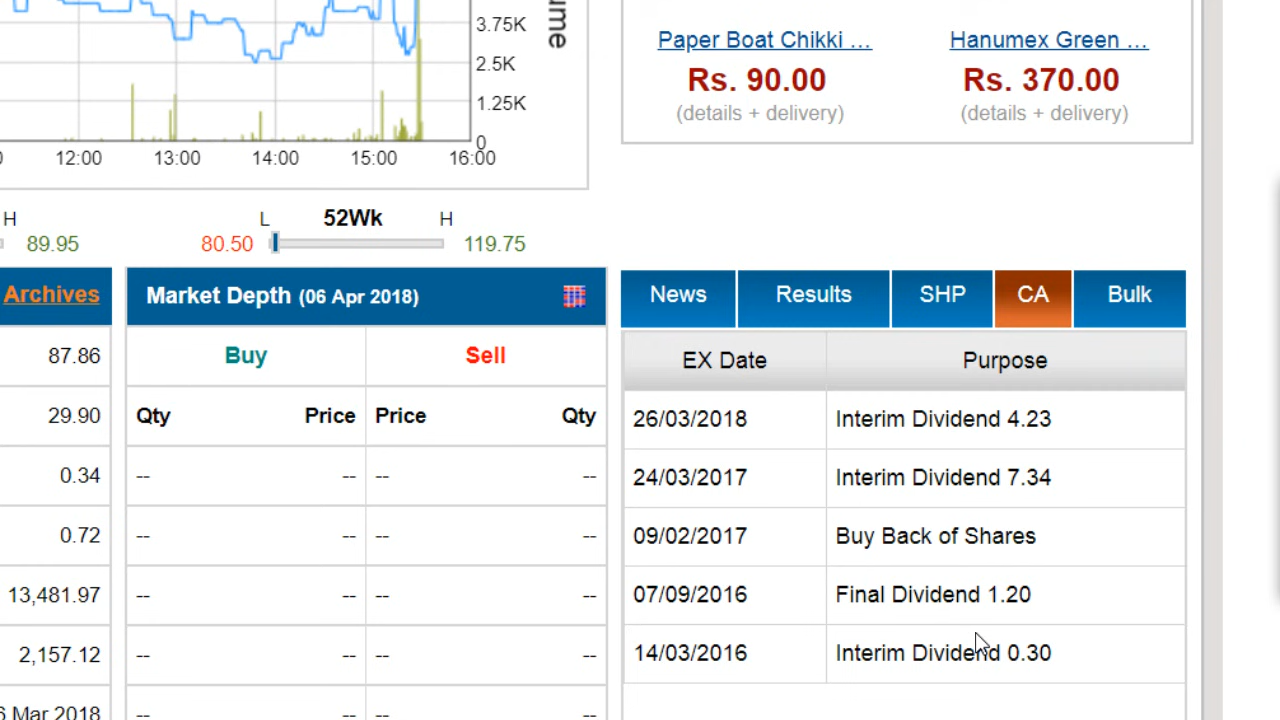 3.75K
2.5K
1.25K
0
ume
12:00 13:00 14:00 15:00 16:00
Paper Boat Chikki ... Hanumex Green ...
Rs. 90.00 Rs. 370.00
(details + delivery) (details + delivery)
H L 52Wk H
89.95 80.50 119.75
Archives
87.86
29.90
0.34
0.72
13,481.97
2,157.12
Mar 2018
Market Depth (06 Apr 2018)
Buy Sell
Qty Price Price Qty
-- -- -- --
-- -- -- --
-- -- -- --
-- -- -- --
-- -- -- --
News Results SHP CA Bulk
EX Date Purpose
26/03/2018 Interim Dividend 4.23
24/03/2017 Interim Dividend 7.34
09/02/2017 Buy Back of Shares
07/09/2016 Final Dividend 1.20
14/03/2016 Interim Dividend 0.30